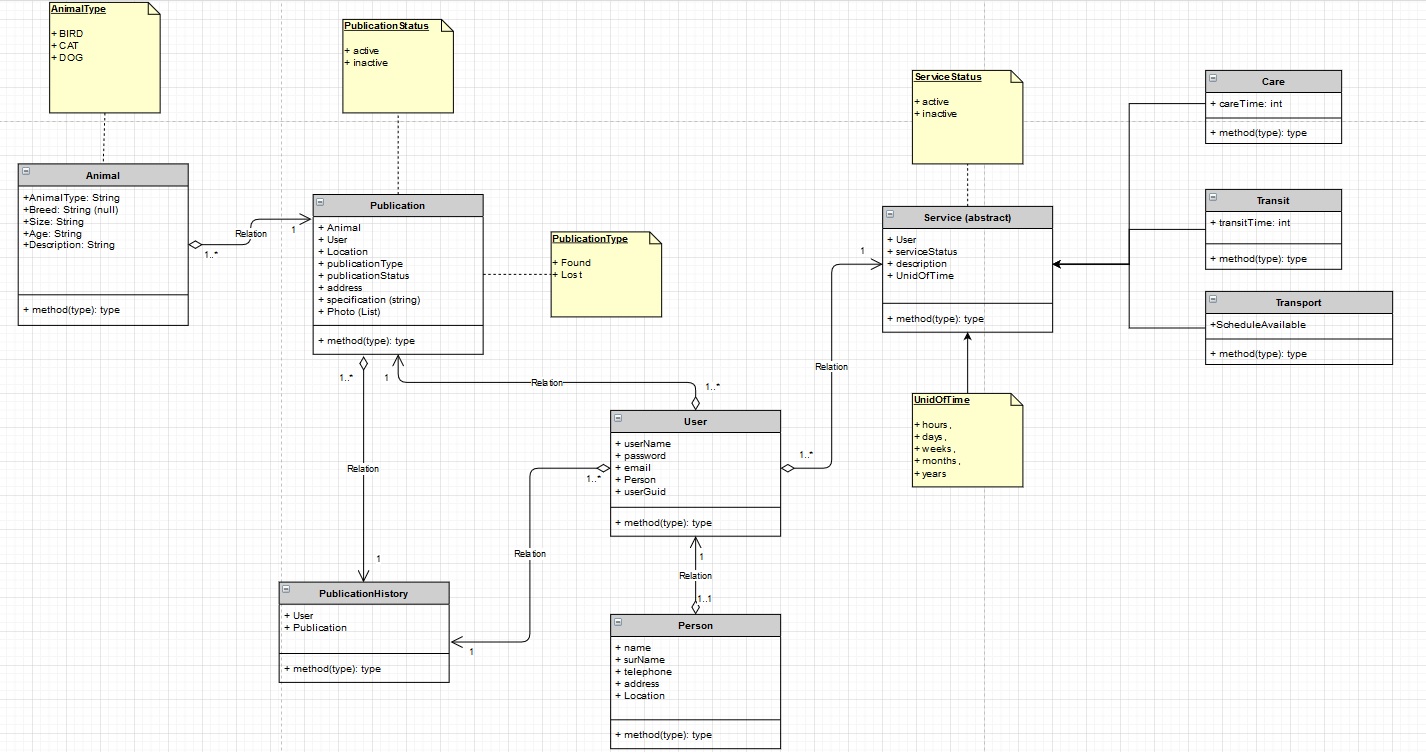 AnimalType
+ BIRD
+ CAT
+ DOG
PublicationStatus
+ active
+ inactive
ServiceStatus
+ active
+ inactive
Care
+ careTime: int
+ method(type): type
Animal
+AnimalType: String
+Breed: String (null)
+Size: String
+Age: String
+Description: String
+ method(type): type
Relation
1
1..*
Publication
+ Animal
+ User
+ Location
+ publicationType
+ publicationStatus
+ address
+ specification (string)
+ Photo (List)
+ method(type): type
PublicationType
+ Found
+ Lost
Service (abstract)
+ User
+ serviceStatus
+ description
+ UnidOfTime
+ method(type): type
1
Transit
+ transitTime: int
+ method(type): type
Transport
+ScheduleAvailable
+ method(type): type
1..*
1
Relation
1..*
Relation
UnidOfTime
+ hours,
+ days,
+ weeks,
+ months,
+ years
User
+ userName
+ password
+ email
+ Person
+ userGuid
+ method(type): type
1..*
1..*
Relation
1
Relation
1
Relation
1..1
PublicationHistory
+ User
+ Publication
+ method(type): type
1
Person
+ name
+ surName
+ telephone
+ address
+ Location
+ method(type): type